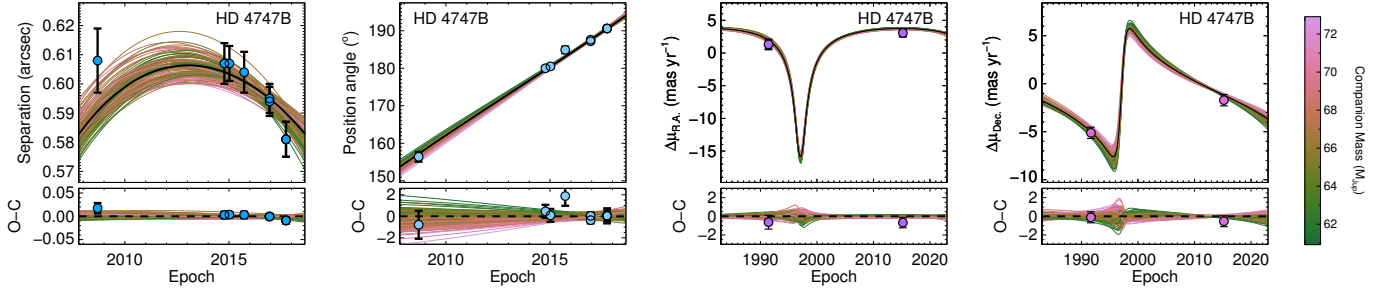 HD 4747B
Separation (arcsec)
0.62
0.61
0.60
0.59
0.58
0.57
O−C
0.05
0.00
−0.05
2010
2015
Epoch
HD 4747B
Position angle (°)
190
180
170
160
150
O−C
2
0
−2
2010
2015
Epoch
HD 4747B
ΔμR.A. (mas yr−1)
5
0
−5
−10
−15
O−C
2
0
−2
1990
2000
2010
2020
Epoch
HD 4747B
ΔμDec. (mas yr−1)
5
0
−5
−10
O−C
2
0
−2
1990
2000
2010
2020
Epoch
72
70
68
66
64
62
Companion Mass (MJup)